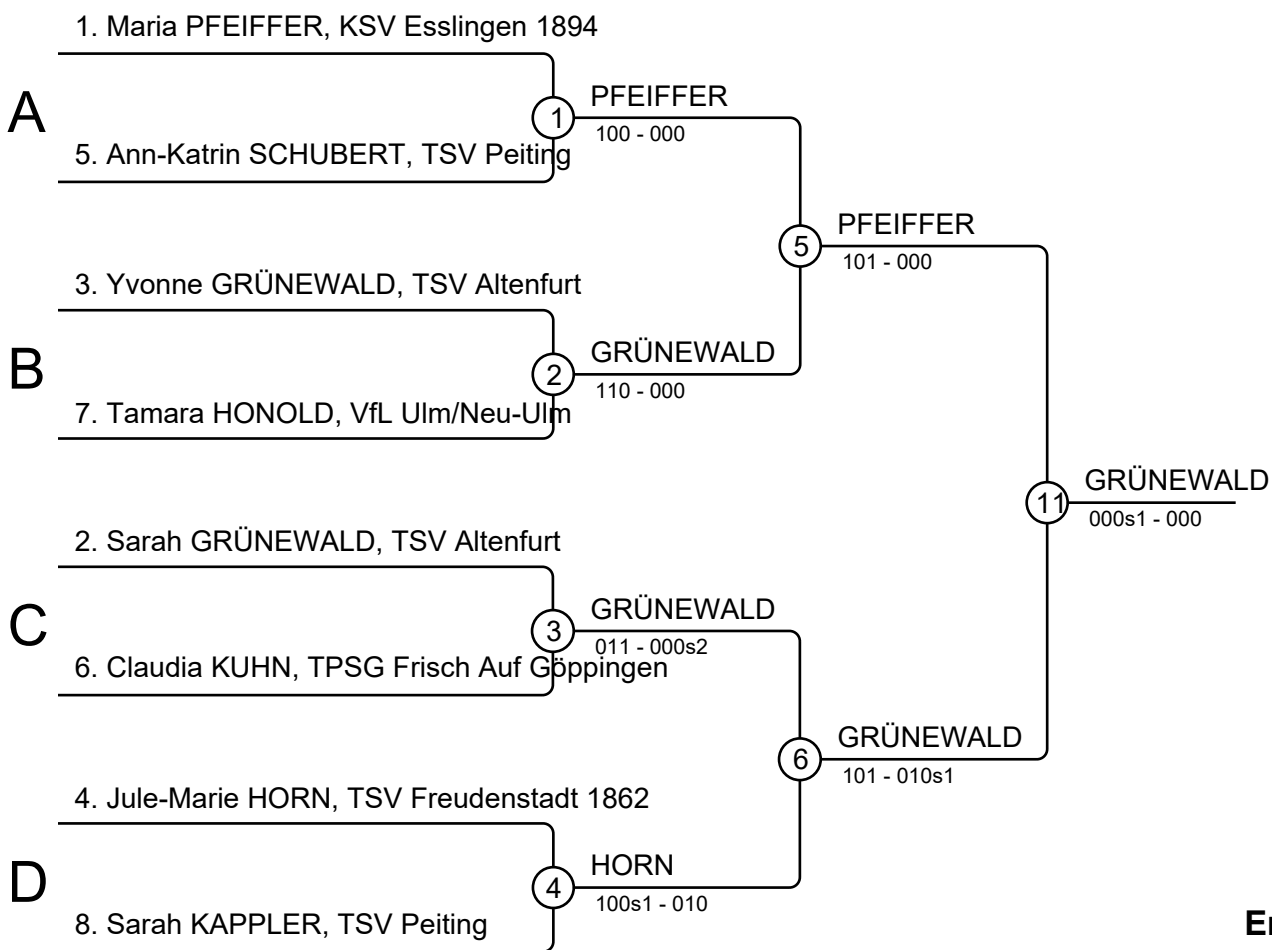 1. Maria PFEIFFER, KSV Esslingen 1894
A
1
PFEIFFER
100 - 000
5. Ann-Katrin SCHUBERT, TSV Peiting
5
PFEIFFER
101 - 000
3. Yvonne GRÜNEWALD, TSV Altenfurt
B
2
GRÜNEWALD
110 - 000
7. Tamara HONOLD, VfL Ulm/Neu-Ulm
11
GRÜNEWALD
000s1 - 000
2. Sarah GRÜNEWALD, TSV Altenfurt
C
3
GRÜNEWALD
011 - 000s2
6. Claudia KUHN, TPSG Frisch Auf Göppingen
6
GRÜNEWALD
101 - 010s1
4. Jule-Marie HORN, TSV Freudenstadt 1862
D
4
HORN
100s1 - 010
8. Sarah KAPPLER, TSV Peiting